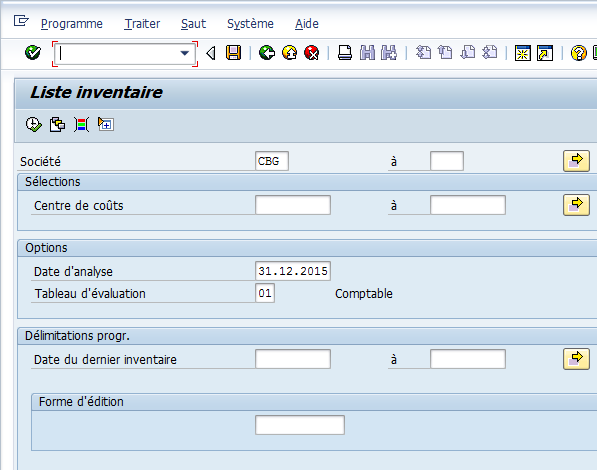 Programme Traiter Saut Système Aide
Liste inventaire
Société CBG à
Sélections
Centre de coûts à
Options
Date d'analyse 31.12.2015
Tableau d'évaluation 01 Comptable
Délimitations progr.
Date du dernier inventaire à
Forme d'édition